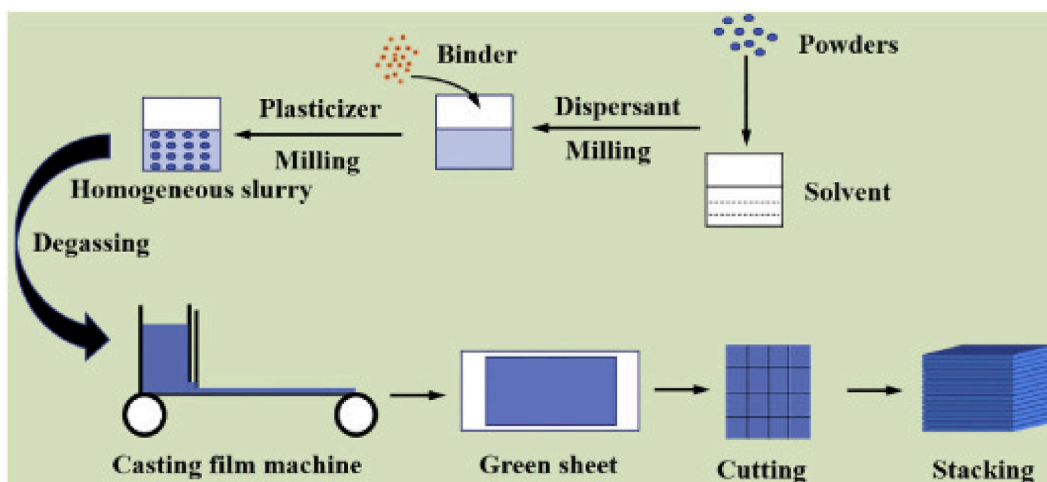 Powders
Solvent
Dispersant
Milling
Binder
Plasticizer
Milling
Homogeneous slurry
Degassing
Casting film machine
Green sheet
Cutting
Stacking